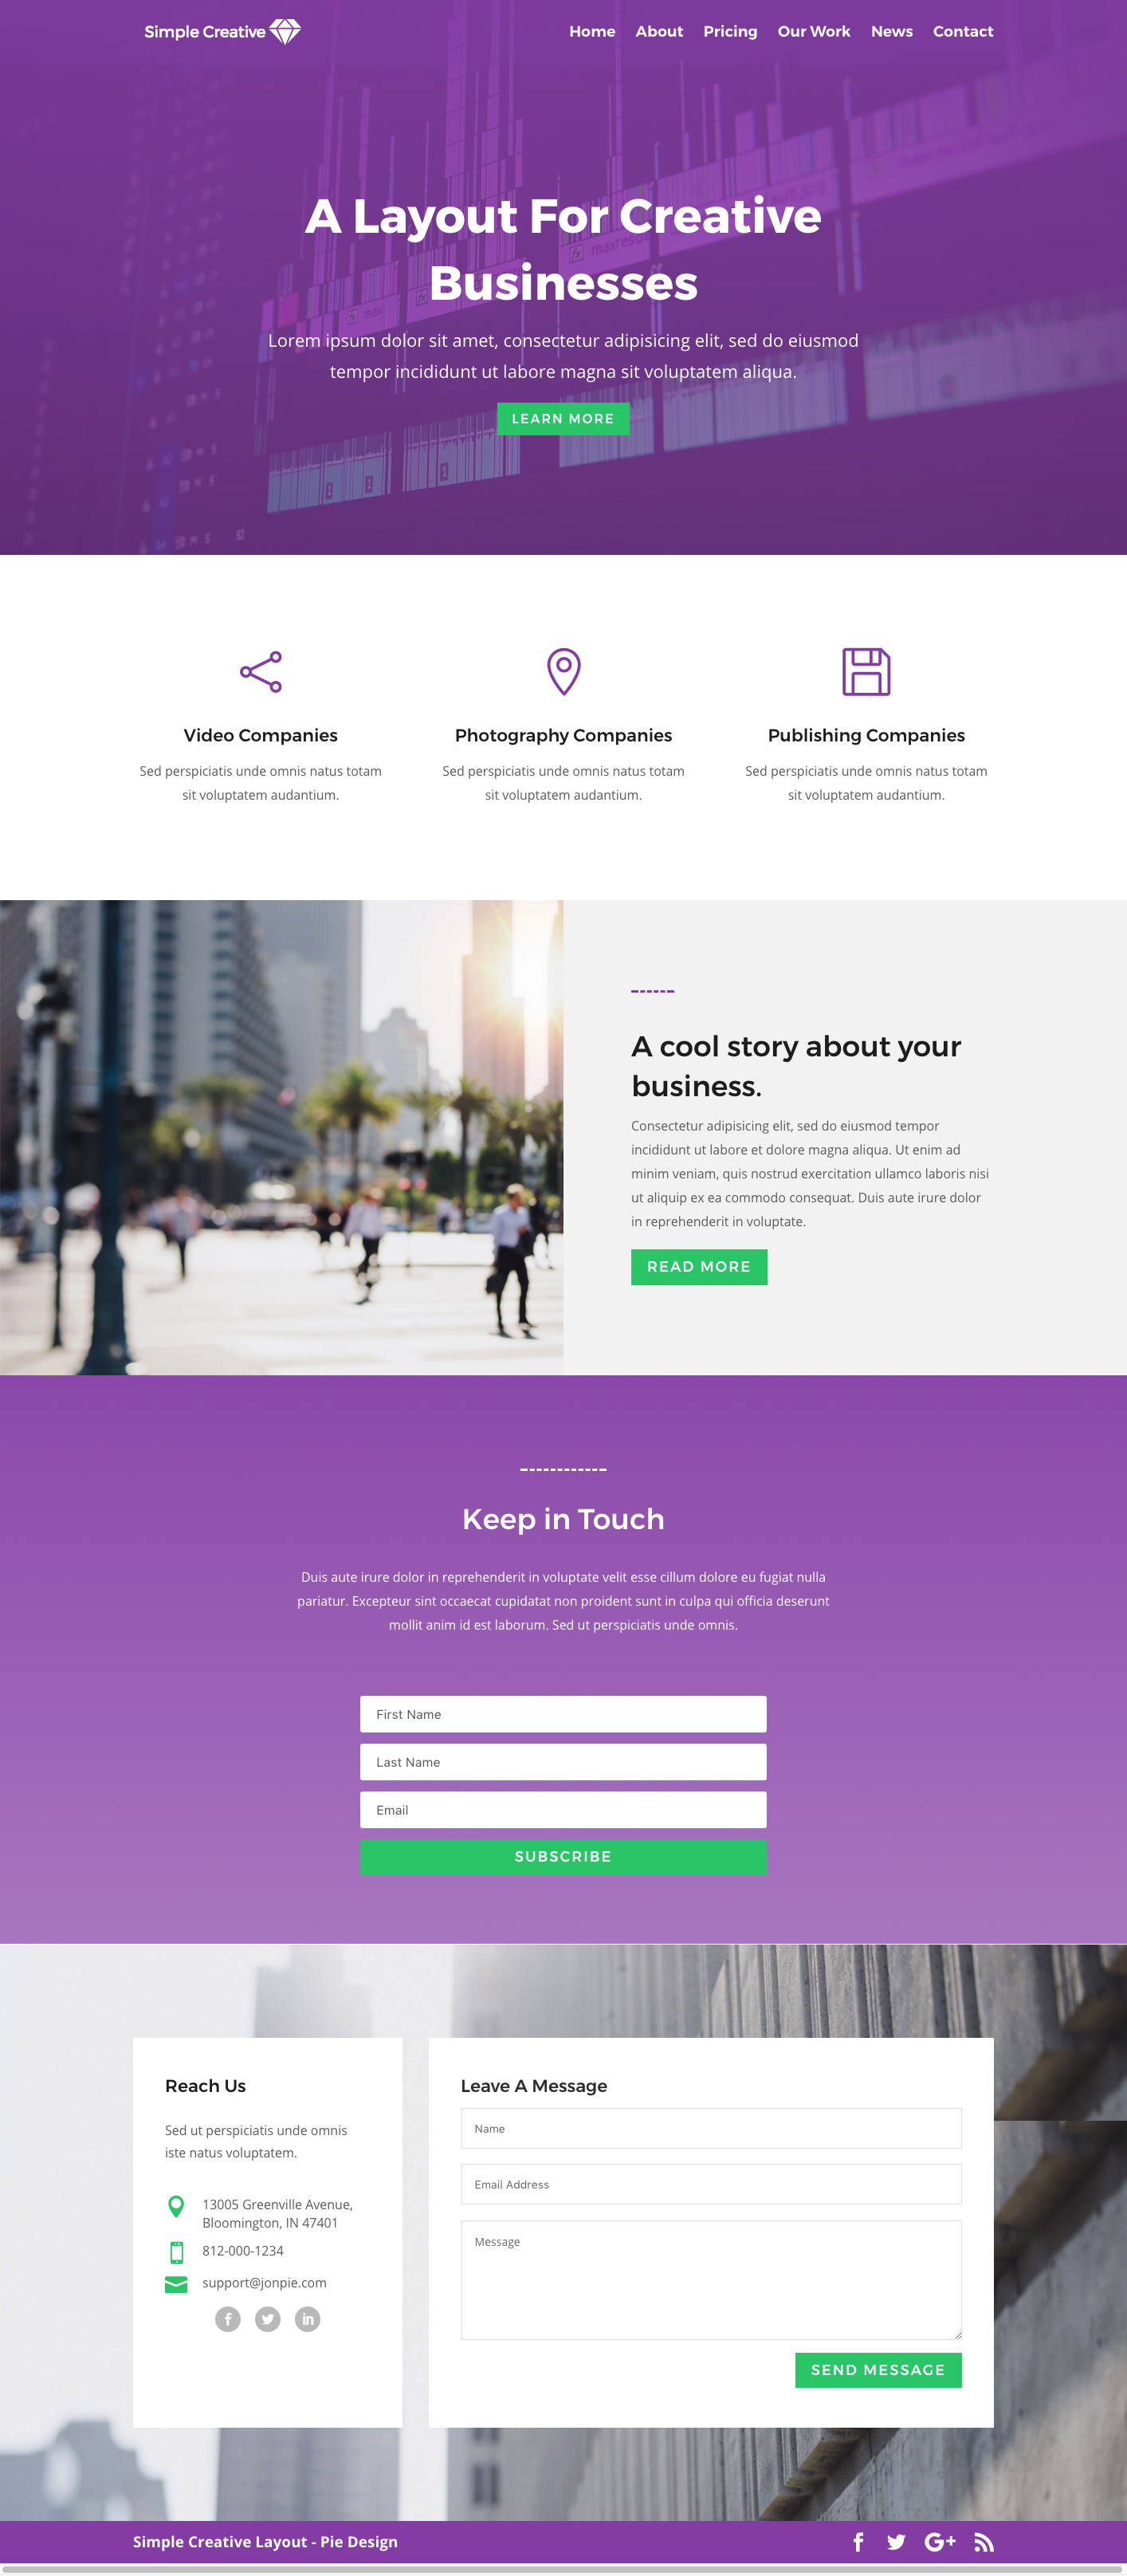 Simple Creative
Home About Pricing Our Work News Contact
A Layout For Creative
Businesses
Lorem ipsum dolor sit amet, consectetur adipisicing elit, sed do eiusmod
tempor incididunt ut labore magna sit voluptatem aliqua.
LEARN MORE
Video Companies
Sed perspiciatis unde omnis natus totam
sit voluptatem audantium.
Photography Companies
Sed perspiciatis unde omnis natus totam
sit voluptatem audantium.
Publishing Companies
Sed perspiciatis unde omnis natus totam
sit voluptatem audantium.
A cool story about your
business.
Consectetur adipisicing elit, sed do eiusmod tempor
incididunt ut labore et dolore magna aliqua. Ut enim ad
minim veniam, quis nostrud exercitation ullamco laboris nisi
ut aliquip ex ea commodo consequat. Duis aute irure dolor
in reprehenderit in voluptate.
READ MORE
Keep in Touch
Duis aute irure dolor in reprehenderit in voluptate velit esse cillum dolore eu fugiat nulla
pariatur. Excepteur sint occaecat cupidatat non proident sunt in culpa qui officia deserunt
mollit anim id est laborum. Sed ut perspiciatis unde omnis.
First Name
Last Name
Email
SUBSCRIBE
Reach Us
Sed ut perspiciatis unde omnis
iste natus voluptatem.
13005 Greenville Avenue,
Bloomington, IN 47401
812-000-1234
support@jonpie.com
Leave A Message
Name
Email Address
Message
SEND MESSAGE
Simple Creative Layout - Pie Design